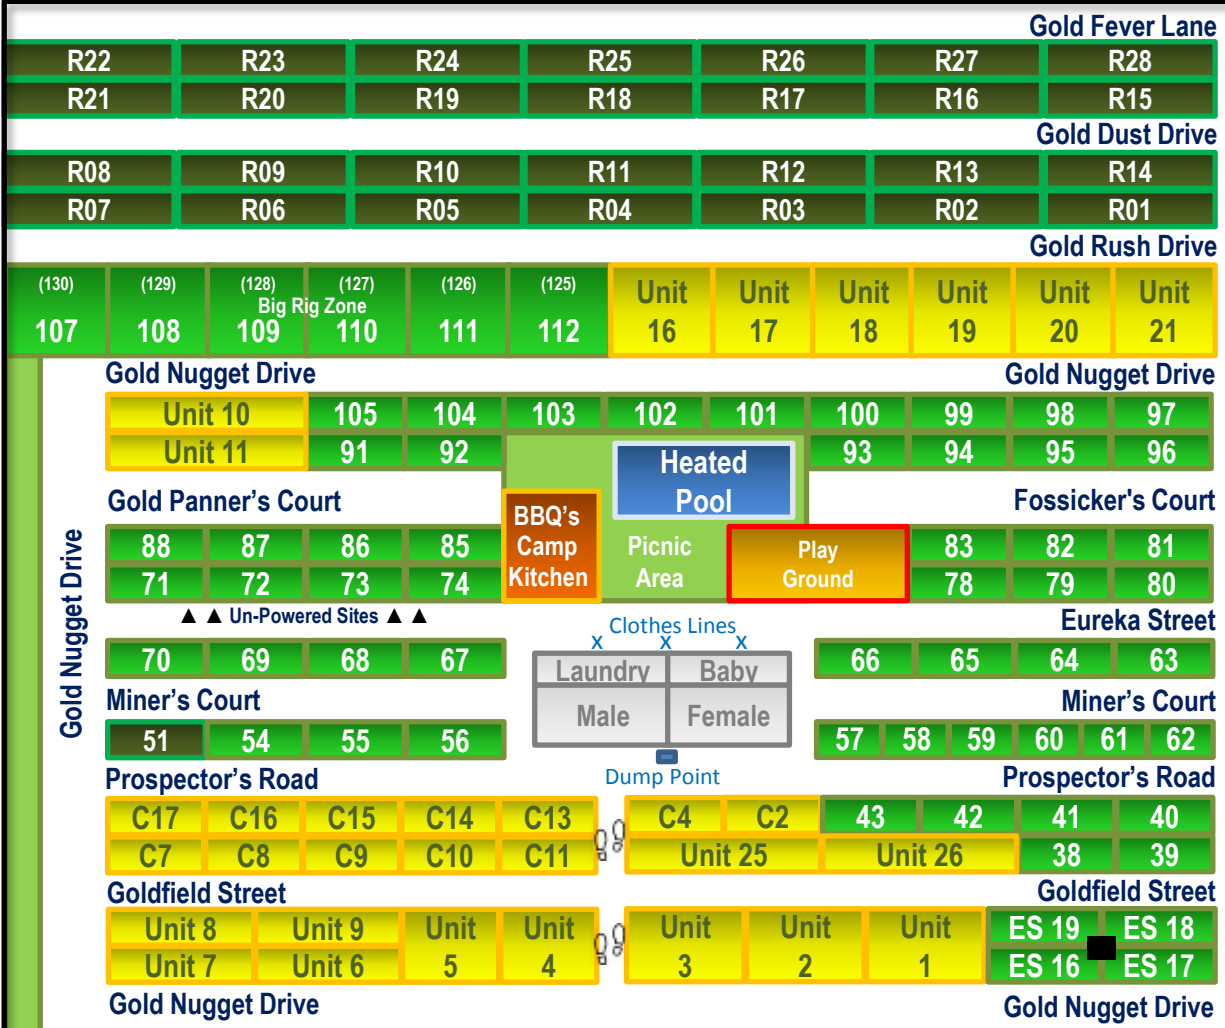 Gold Fever Lane
R22 R23 R24 R25 R26 R27 R28
R21 R20 R19 R18 R17 R16 R15
Gold Dust Drive
R08 R09 R10 R11 R12 R13 R14
R07 R06 R05 R04 R03 R02 R01
Gold Rush Drive
(130) (129) (128) (127) (126) (125)
Big Rig Zone
107 108 109 110 111 112
Unit 16
Unit 17
Unit 18
Unit 19
Unit 20
Unit 21
Gold Nugget Drive
Gold Nugget Drive
Unit 10 105 104 103 102 101 100 99 98 97
Unit 11 91 92 93 94 95 96
Heated
Pool
Gold Panner's Court
Fossicker's Court
BBQ's
Camp
Kitchen
Picnic
Area
Play
Ground
88 87 86 85 83 82 81
71 72 73 74 78 79 80
Gold Nugget Drive
▲ ▲ Un-Powered Sites ▲ ▲
Eureka Street
Clothes Lines
x x x
70 69 68 67 66 65 64 63
Laundry Baby
Male Female
Miner's Court
Miner's Court
51 54 55 56 57 58 59 60 61 62
Dump Point
Prospector's Road
Prospector's Road
C17 C16 C15 C14 C13 C4 C2 43 42 41 40
C7 C8 C9 C10 C11 Unit 25 Unit 26 38 39
Goldfield Street
Goldfield Street
Unit 8 Unit 9
Unit 7 Unit 6
Unit 5
Unit 4
Unit 3
Unit 2
Unit 1
ES 19 ES 18
ES 16 ES 17
Gold Nugget Drive
Gold Nugget Drive